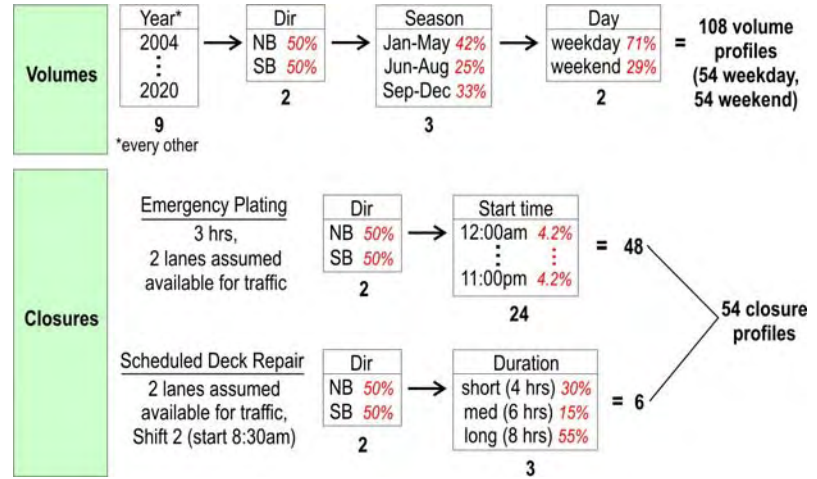 Volumes
Year*
2004
2020
9
*every other
Dir
NB 50%
SB 50%
2
Season
Jan-May 42%
Jun-Aug 25%
Sep-Dec 33%
3
Day
weekday 71%
weekend 29%
2
=
108 volume
profiles
(54 weekday,
54 weekend)
Closures
Emergency Plating
3 hrs,
2 lanes assumed
available for traffic
Dir
NB 50%
SB 50%
2
Start time
12:00am 4.2%
11:00pm 4.2%
24
= 48
Scheduled Deck Repair
2 lanes assumed
available for traffic,
Shift 2 (start 8:30am)
Dir
NB 50%
SB 50%
2
Duration
short (4 hrs) 30%
med (6 hrs) 15%
long (8 hrs) 55%
3
= 6
54 closure
profiles